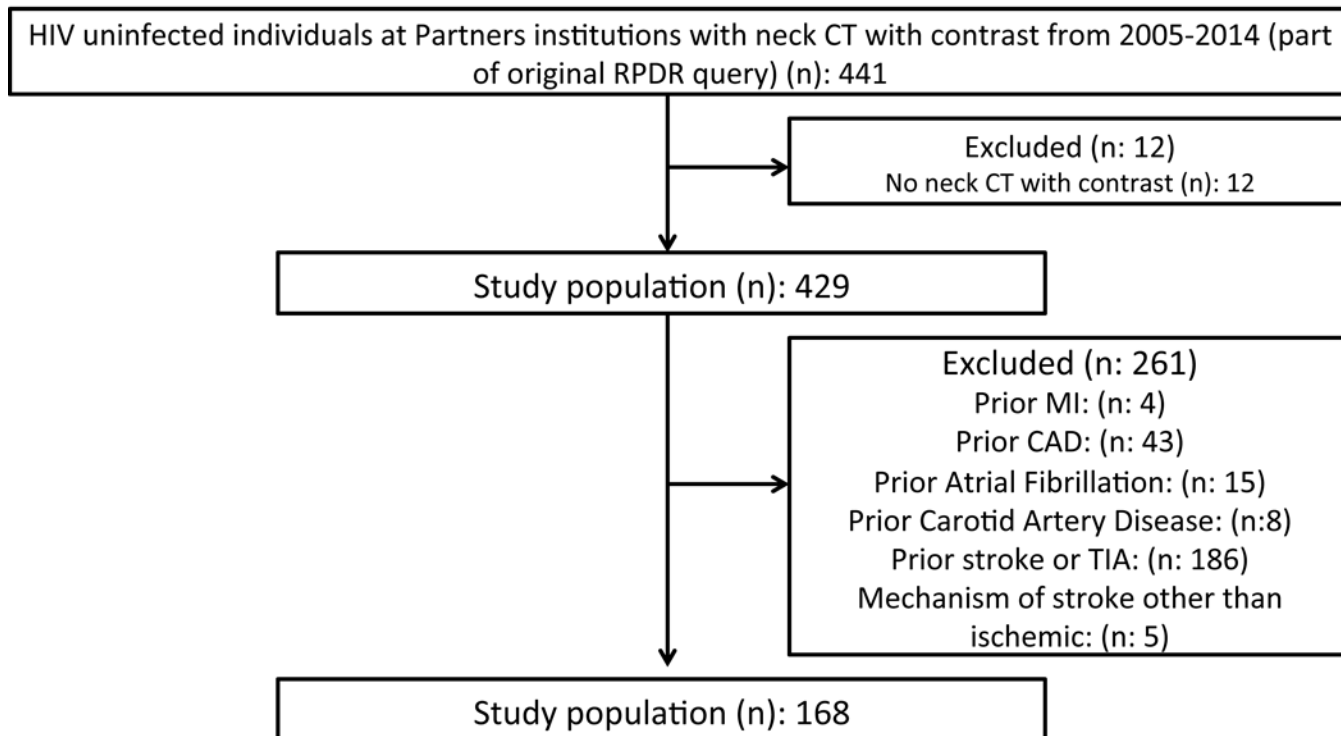 HIV uninfected individuals at Partners institutions with neck CT with contrast from 2005-2014 (part
of original RPDR query) (n): 441
Excluded (n: 12)
No neck CT with contrast (n): 12
Study population (n): 429
Excluded (n: 261)
Prior MI: (n: 4)
Prior CAD: (n: 43)
Prior Atrial Fibrillation: (n: 15)
Prior Carotid Artery Disease: (n:8)
Prior stroke or TIA: (n: 186)
Mechanism of stroke other than
ischemic: (n: 5)
Study population (n): 168